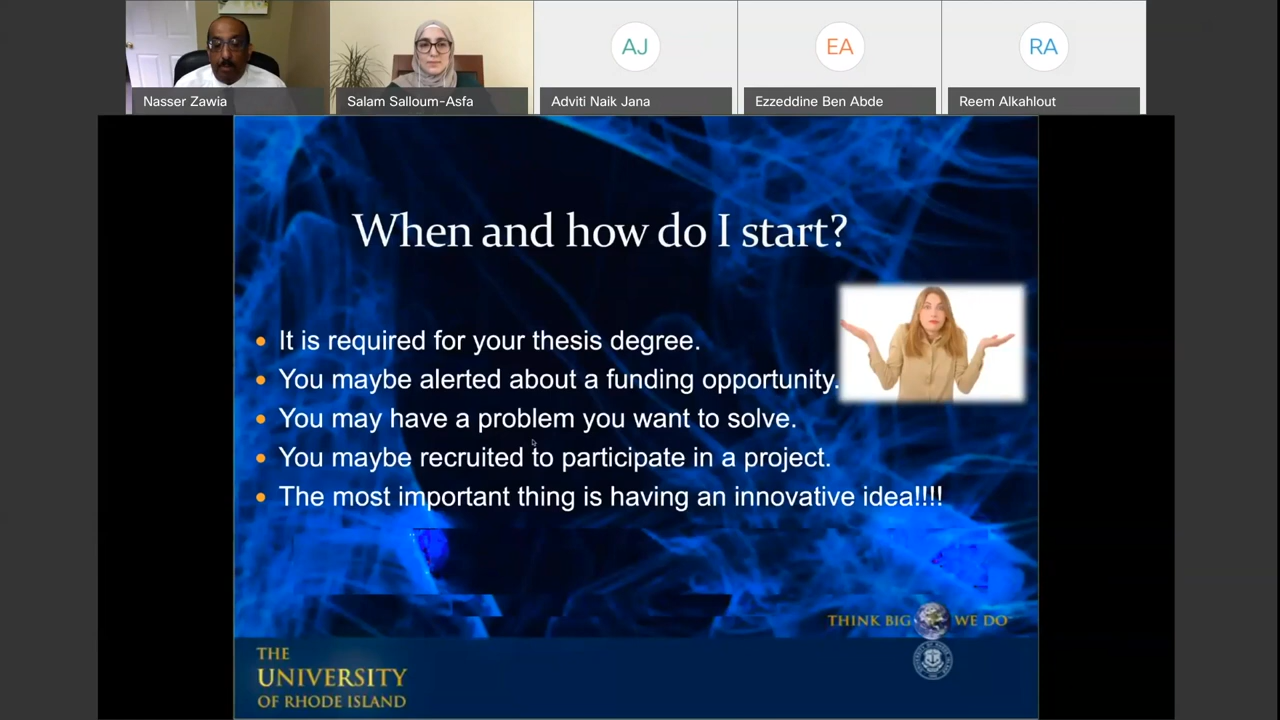 AJ
EA
RA
Nasser Zawia
Salam Salloum-Asfa
Adviti Naik Jana
Ezzeddine Ben Abde
Reem Alkahlout
When and how do I start?
It is required for your thesis degree.
You maybe alerted about a funding opportunity.
You may have a problem you want to solve.
You maybe recruited to participate in a project.
The most important thing is having an innovative idea!!!!
THINK BIG WE DO™
THE
UNIVERSITY
OF RHODE ISLAND